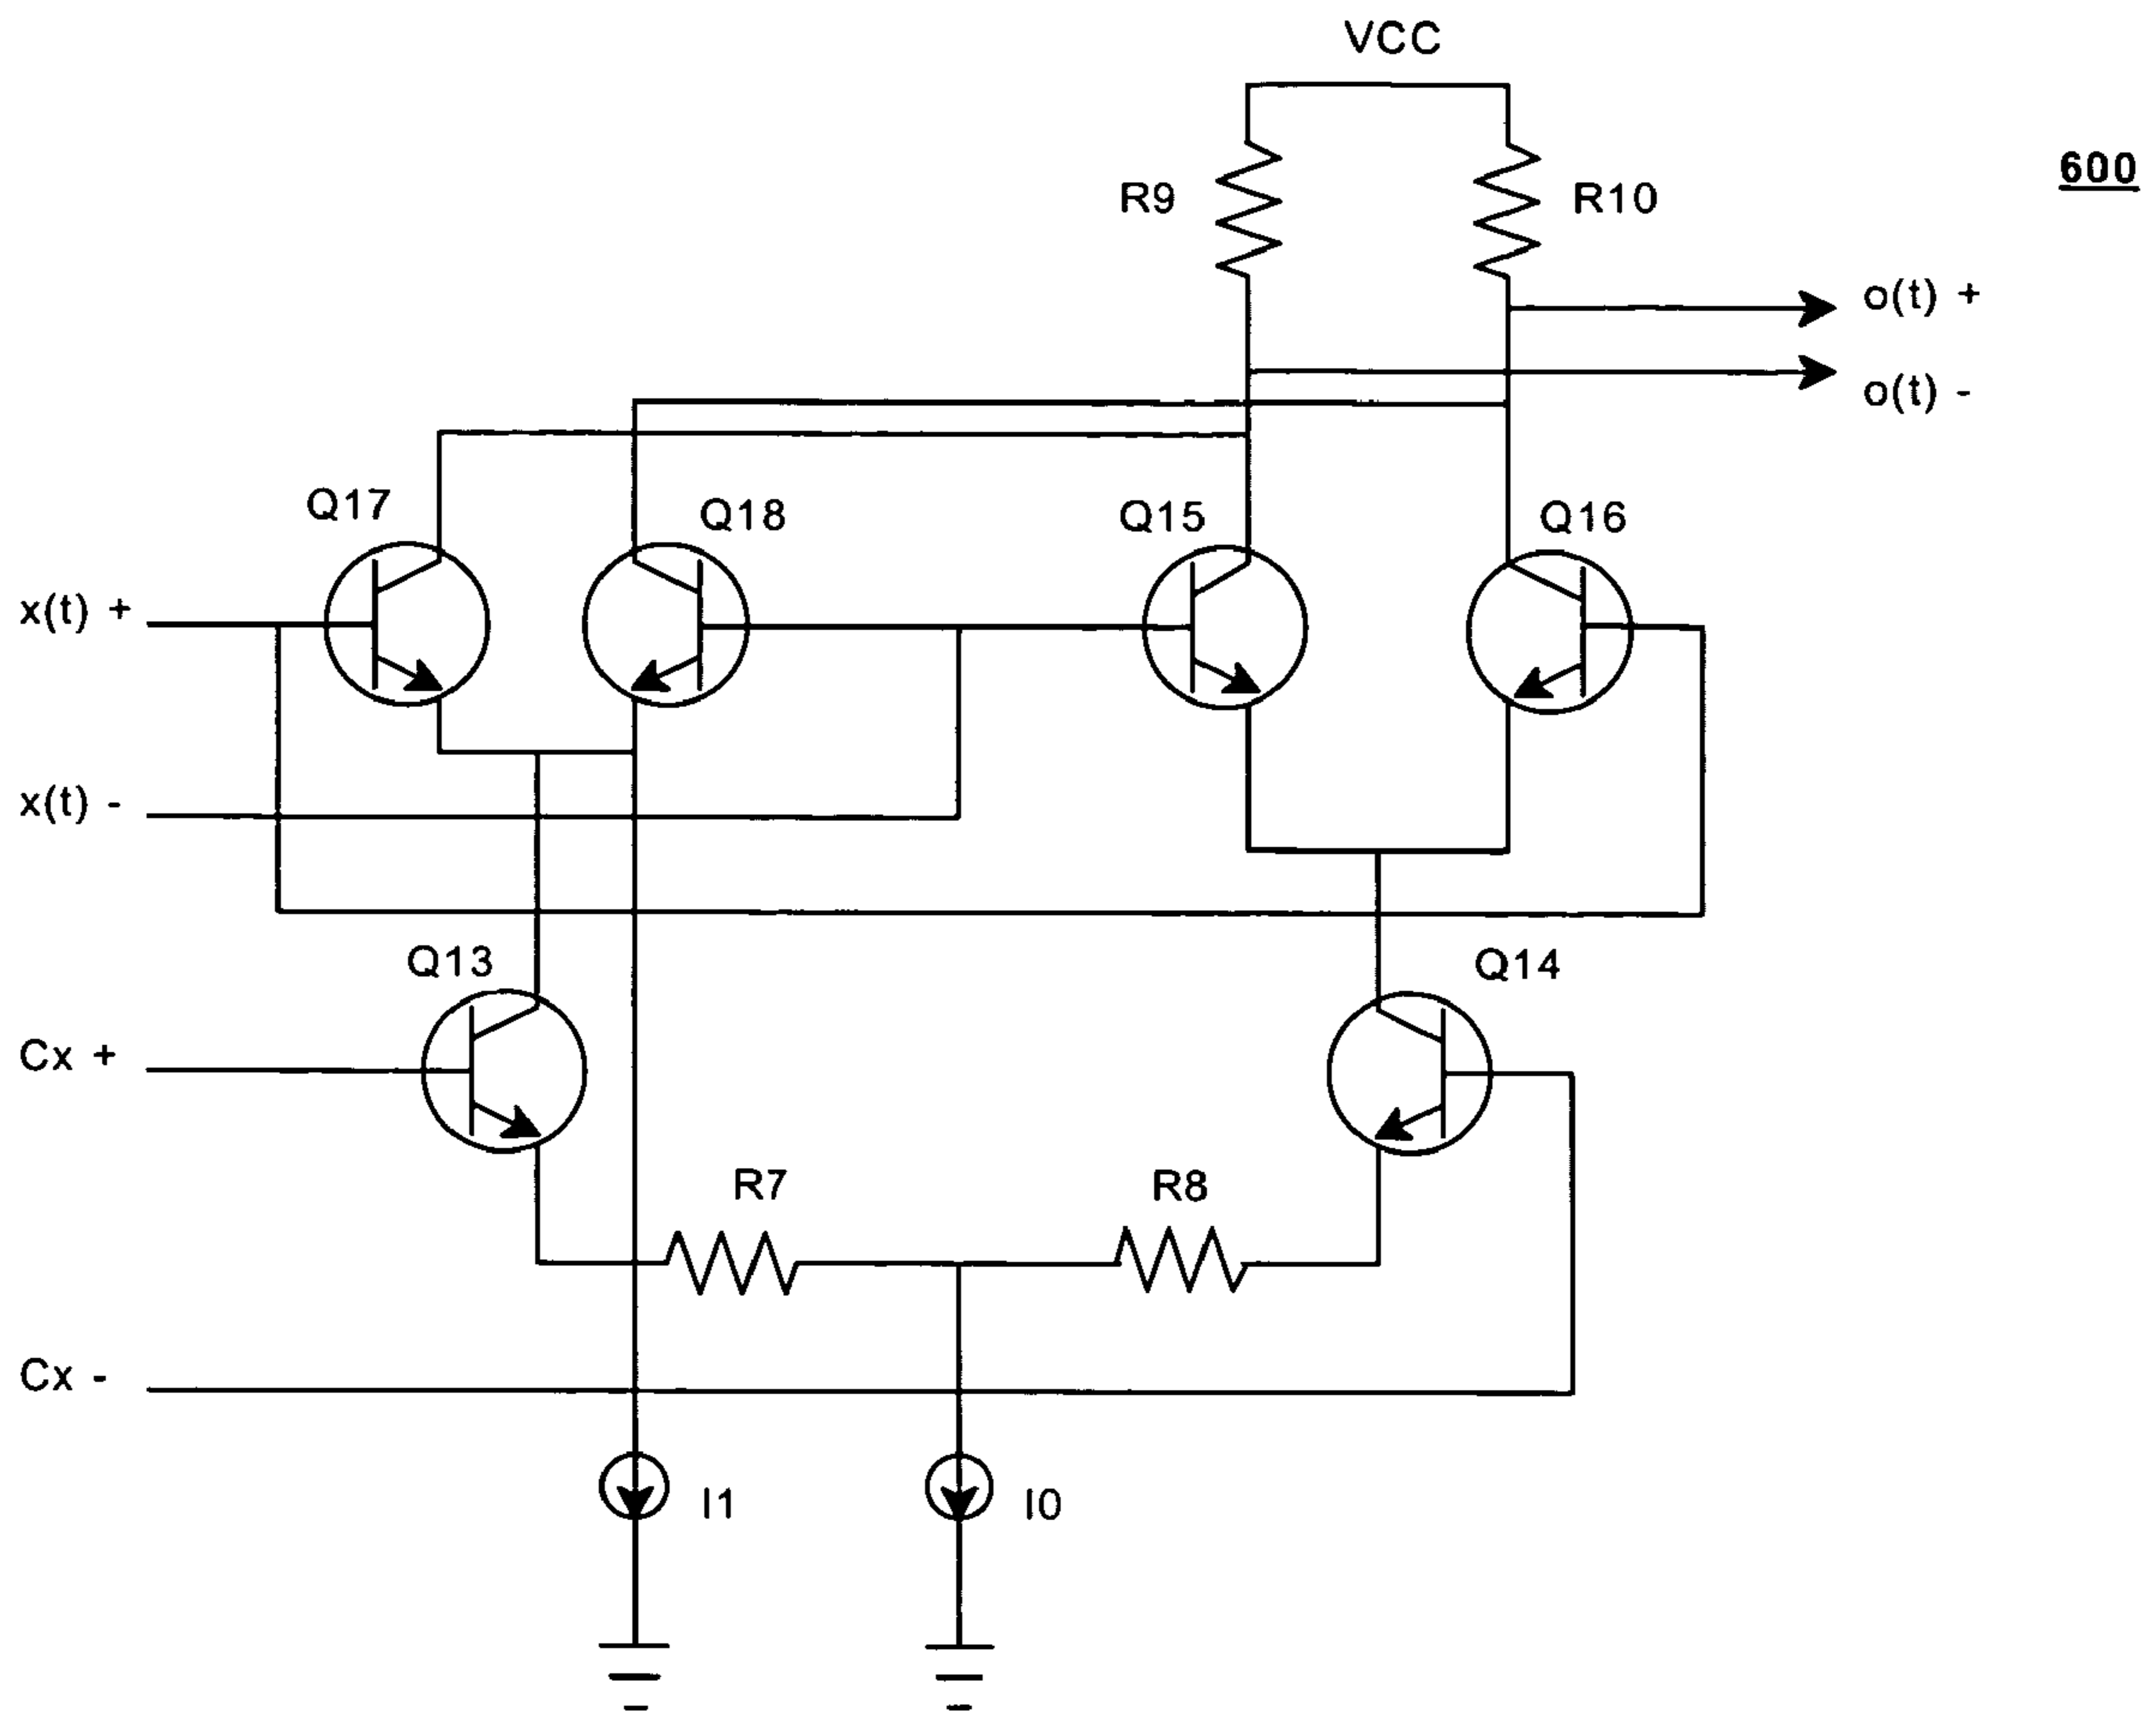 VCC
600
R9
R10
o(t) +
o(t) -
Q17
Q18
Q15
Q16
x(t) +
x(t) -
Q13
Q14
Cx +
R7
R8
Cx -
I1
I0